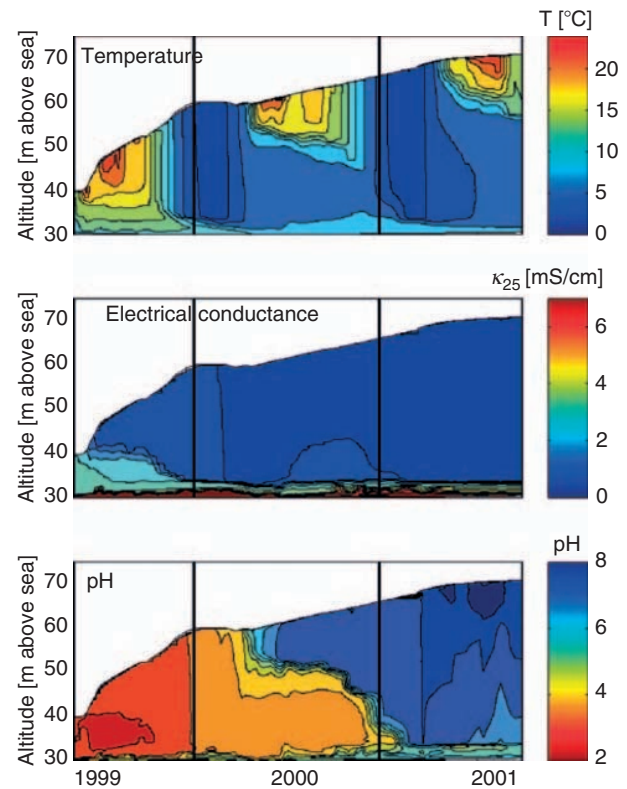 T [°C]
Temperature
70
60
50
40
30
Altitude [m above sea]
20
15
10
5
0
κ25 [mS/cm]
Electrical conductance
70
60
50
40
30
Altitude [m above sea]
6
4
2
0
pH
pH
70
60
50
40
30
Altitude [m above sea]
8
6
4
2
1999 2000 2001